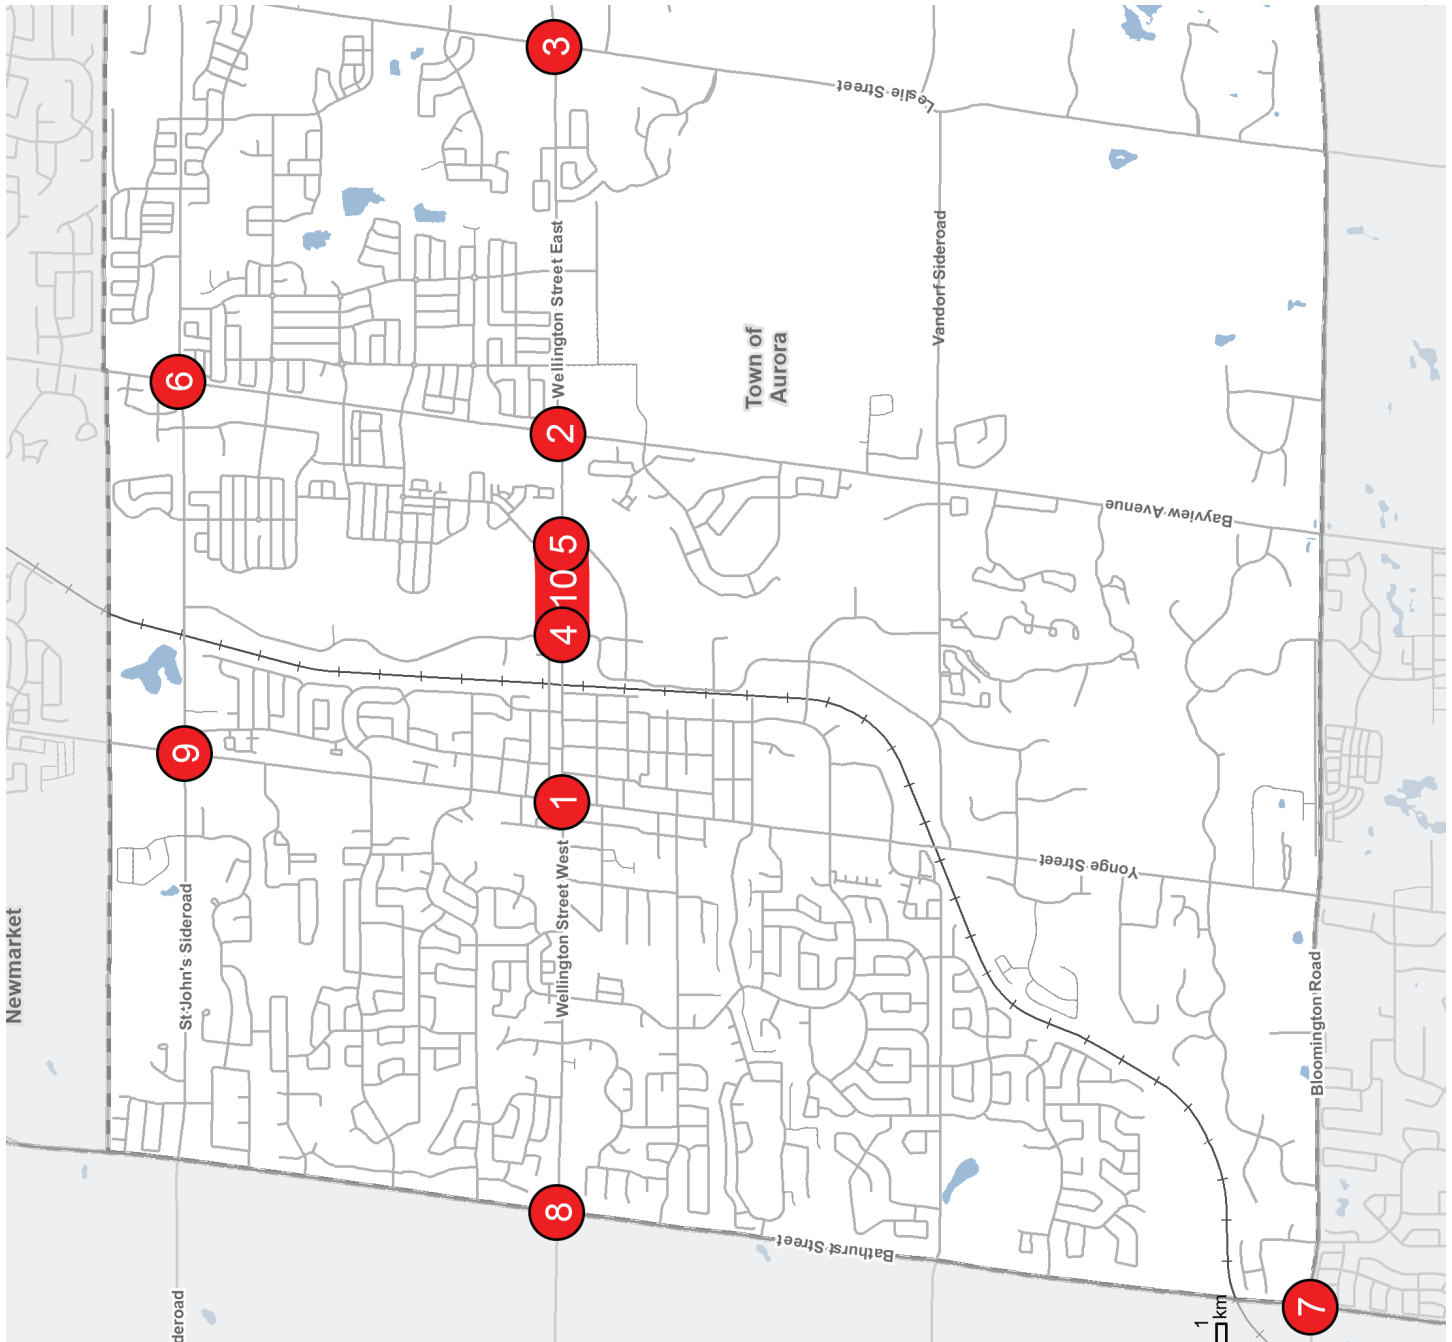 Newmarket
St John's Sideroad
deroad
Wellington Street West
Wellington Street East
Town of
Aurora
Vandorf Sideroad
Leslie Street
Bayview Avenue
Yonge Street
Bathurst Street
Bloomington Road
1
km
3
6
2
5
10
4
9
1
8
7